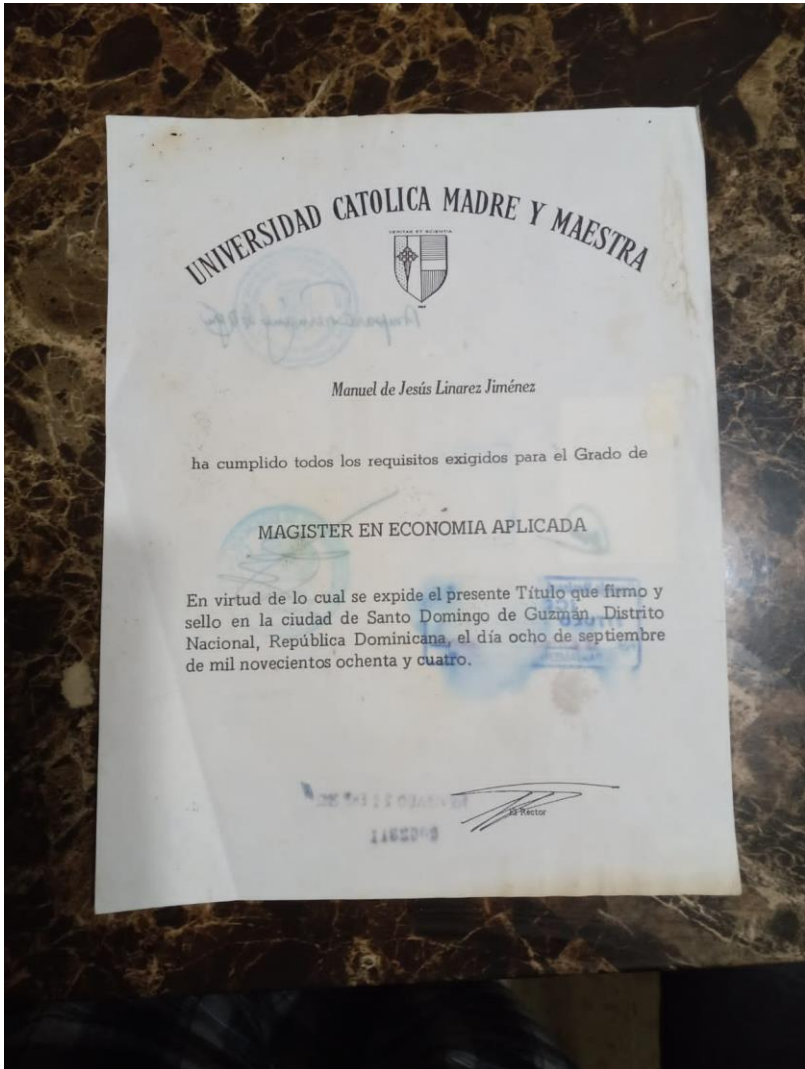 UNIVERSIDAD CATOLICA MADRE Y MAESTRA
Manuel de Jesús Linarez Jiménez
ha cumplido todos los requisitos exigidos para el Grado de
MAGISTER EN ECONOMIA APLICADA
En virtud de lo cual se expide el presente Título que firmo y
sello en la ciudad de Santo Domingo de Guzmán, Distrito
Nacional, República Dominicana, el día ocho de septiembre
de mil novecientos ochenta y cuatro.
El Rector